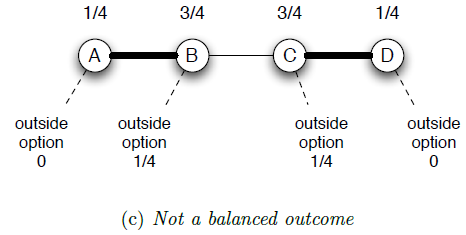 1/4 3/4 3/4 1/4
A B C D
outside outside outside outside
option option option option
0 1/4 1/4 0
(c) Not a balanced outcome